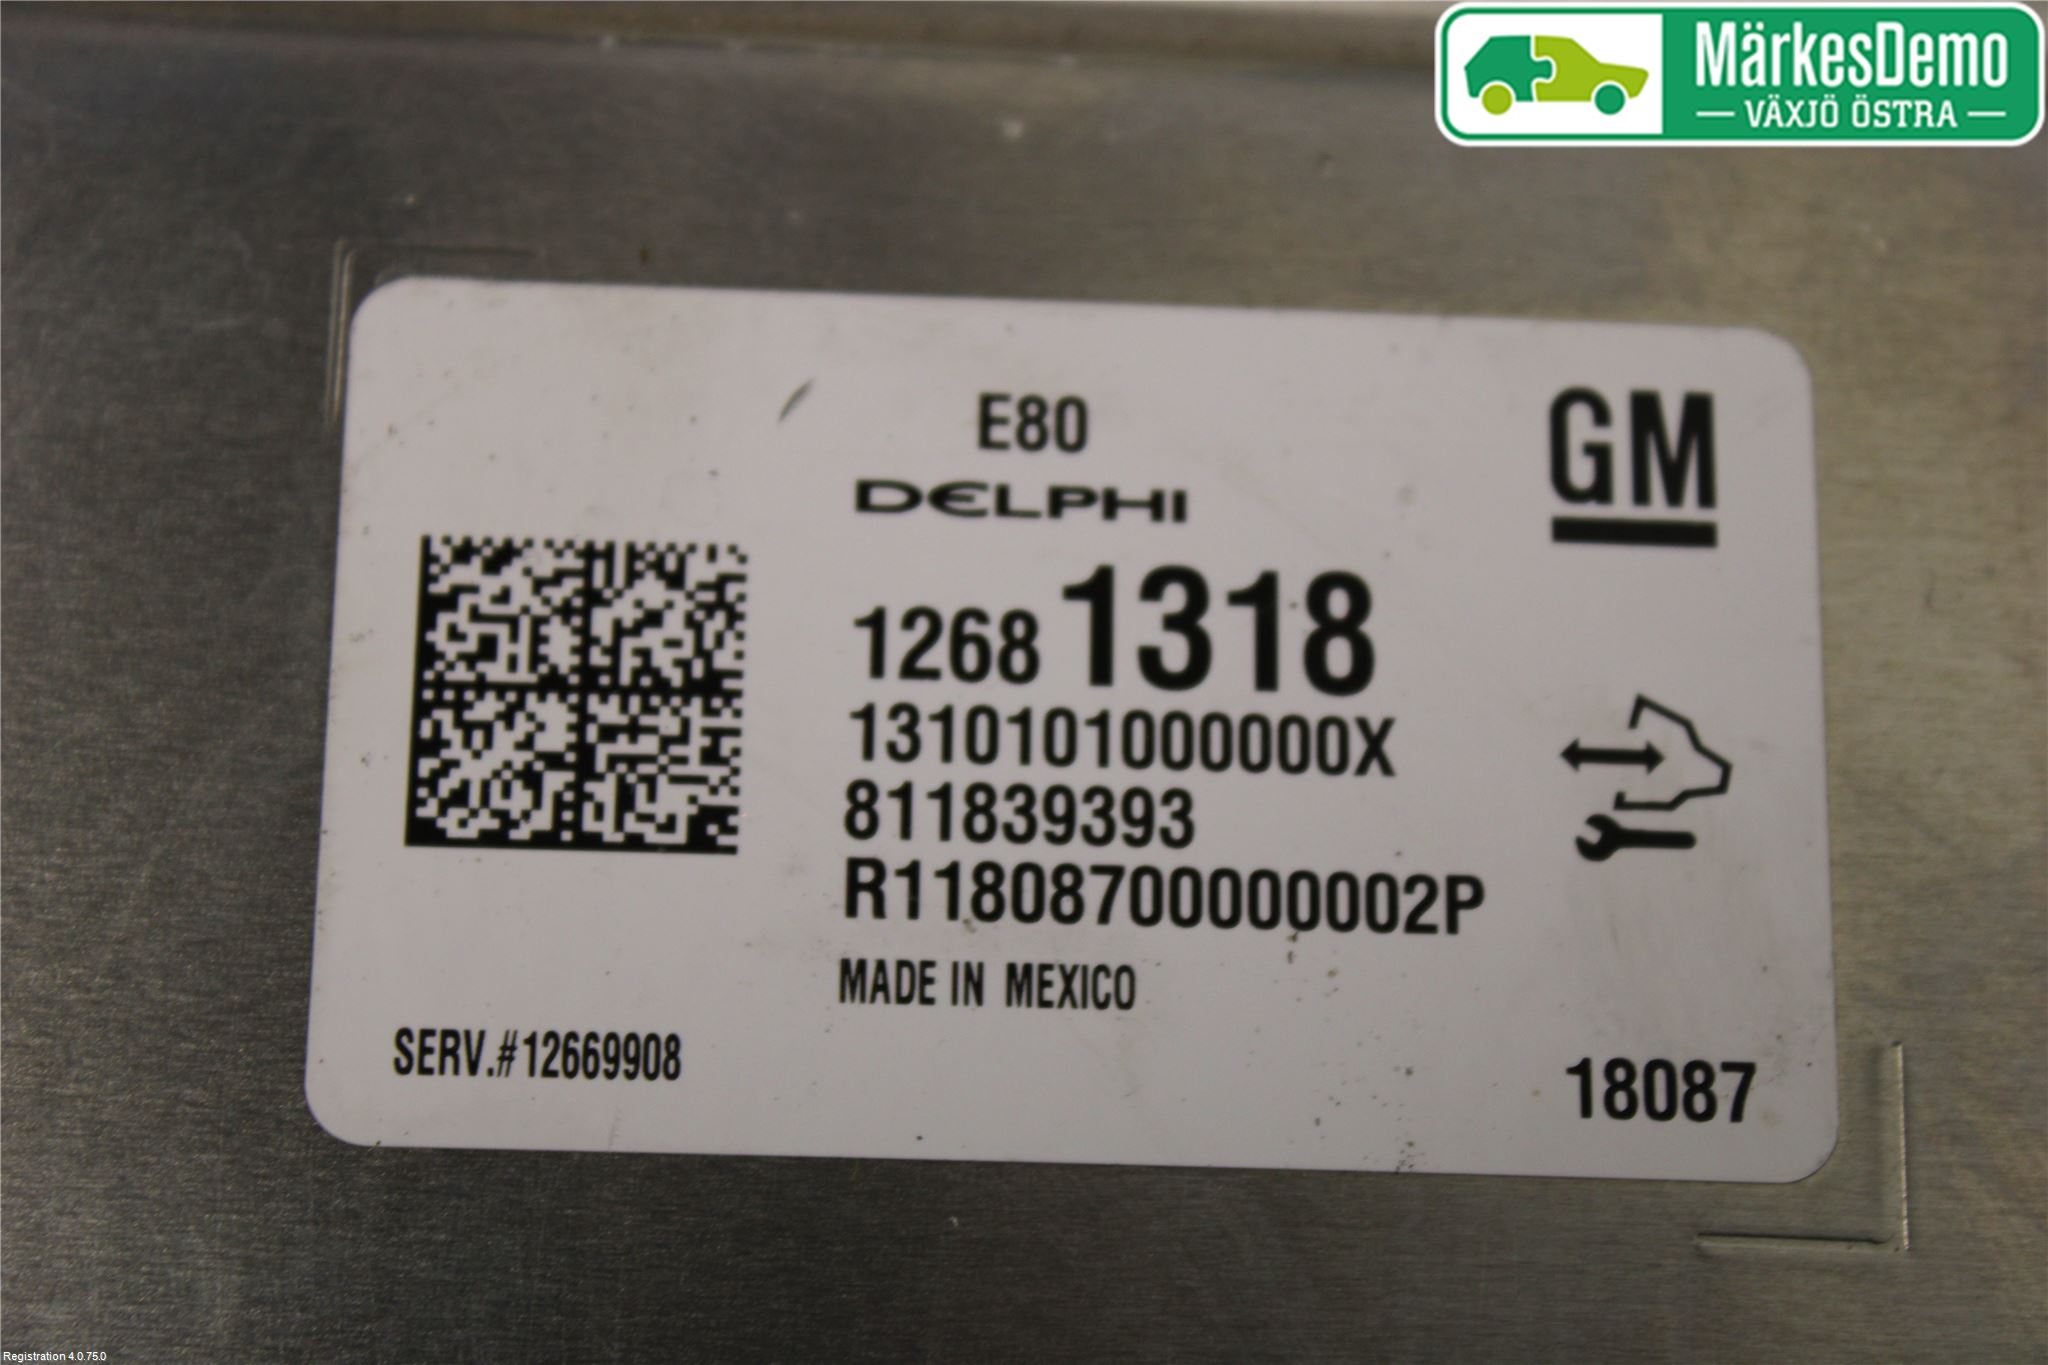 MärkesDemo
VÄXJÖ ÖSTRA
E80
GM
DELPHI
1268 1318
1310101000000X
811839393
R11808700000002P
MADE IN MEXICO
SERV.#12669908
18087
Registration 4.0.75.0